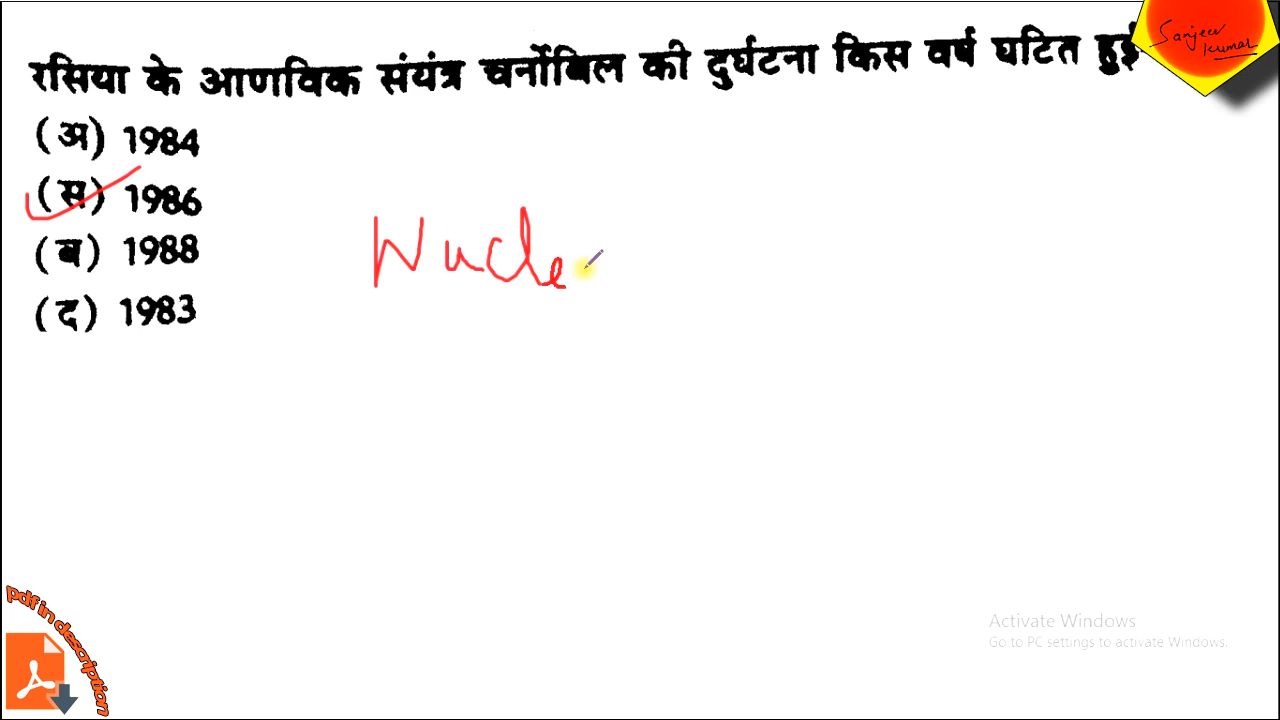 रसिया के आणविक संयंत्र चर्नोबिल की दुर्घटना किस वर्ष घटित हुई
Sanjeev
Kumar
(अ) 1984
(स) 1986
(ब) 1988
(द) 1983
Nucle
pdf in description
Activate Windows
Go to PC settings to activate Windows.